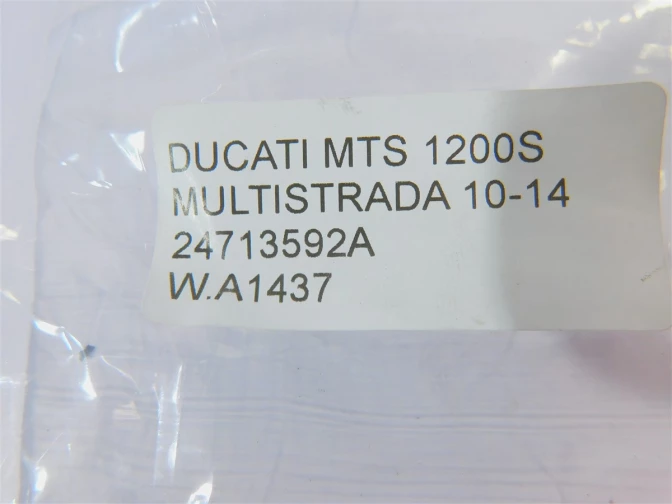 DUCATI MTS 1200S
MULTISTRADA 10-14
24713592A
W.A1437